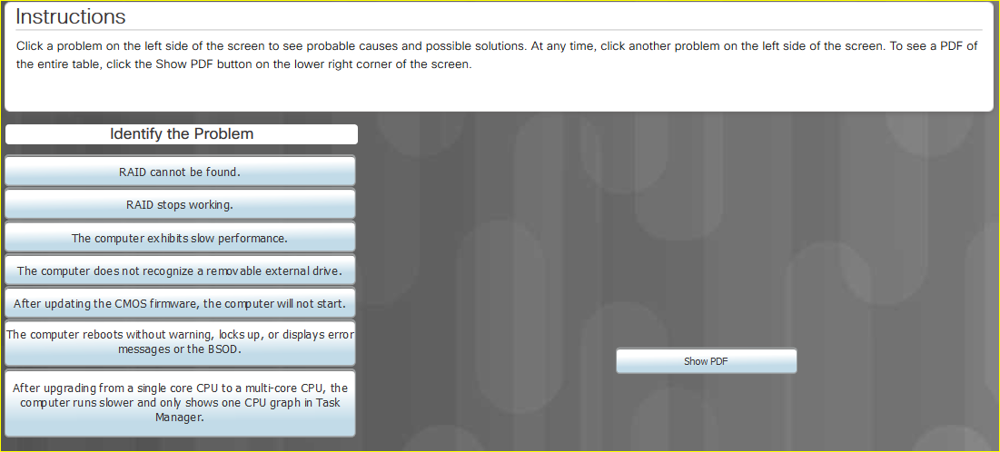 Instructions
Click a problem on the left side of the screen to see probable causes and possible solutions. At any time, click another problem on the left side of the screen. To see a PDF of
the entire table, click the Show PDF button on the lower right corner of the screen.
Identify the Problem
RAID cannot be found.
RAID stops working.
The computer exhibits slow performance.
The computer does not recognize a removable external drive.
After updating the CMOS firmware, the computer will not start.
The computer reboots without warning, locks up, or displays error
messages or the BSOD.
Show PDF
After upgrading from a single core CPU to a multi-core CPU, the
computer runs slower and only shows one CPU graph in Task
Manager.